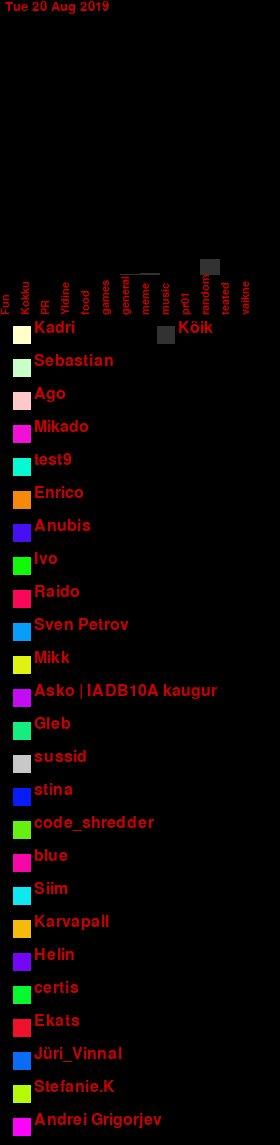 Tue 20 Aug 2019
Fun
Kokku
PR
Yldine
food
games
general
meme
music
pr01
random
teated
vaikne
Kadri
Kõik
Sebastian
Ago
Mikado
test9
Enrico
Anubis
Ivo
Raido
Sven Petrov
Mikk
Asko | IADB10A kaugur
Gleb
sussid
stina
code_shredder
blue
Siim
Karvapall
Helin
certis
Ekats
Jüri_Vinnal
Stefanie.K
Andrei Grigorjev